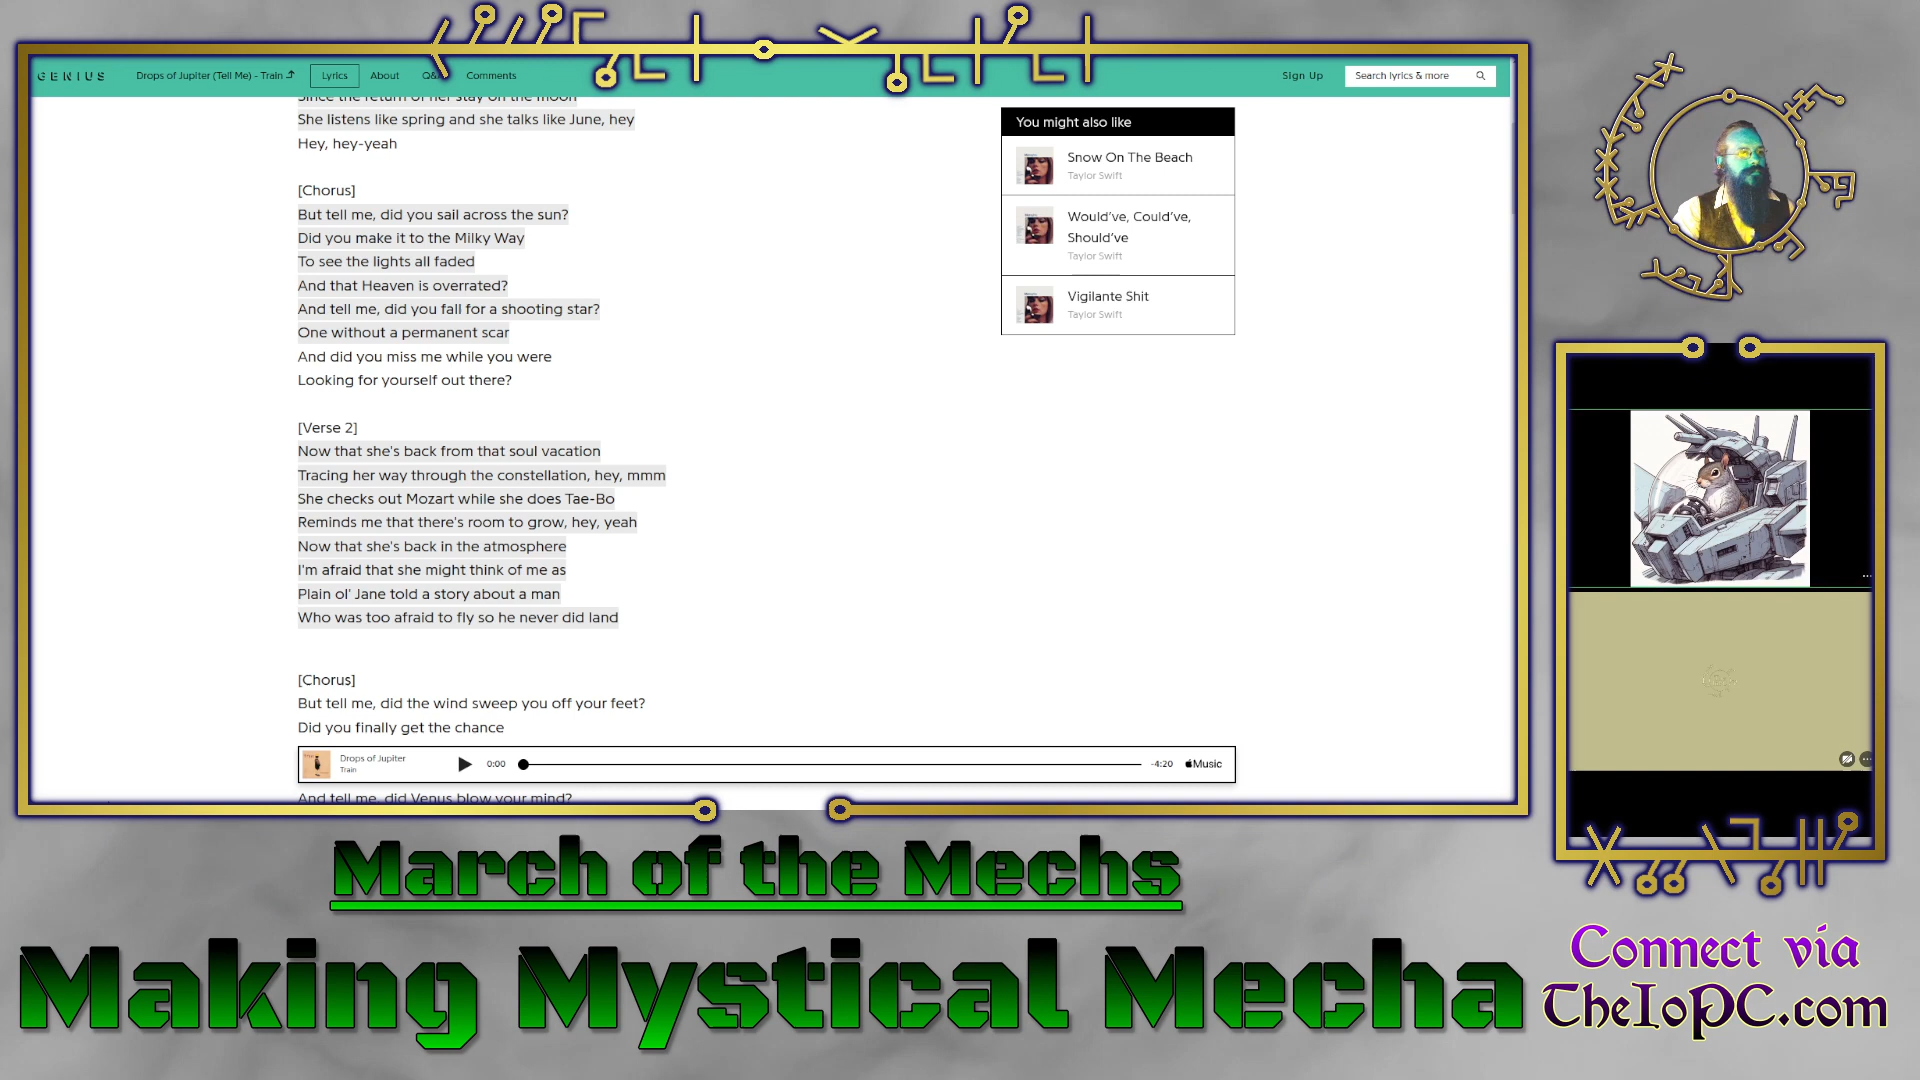 GENIUS
Drops of Jupiter (Tell Me) - Train
Lyrics
About
Q&A
Comments
Sign Up
Search lyrics & more
Since the return of her stay on the moon
She listens like spring and she talks like June, hey
Hey, hey-yeah
[Chorus]
But tell me, did you sail across the sun?
Did you make it to the Milky Way
To see the lights all faded
And that Heaven is overrated?
And tell me, did you fall for a shooting star?
One without a permanent scar
And did you miss me while you were
Looking for yourself out there?
[Verse 2]
Now that she's back from that soul vacation
Tracing her way through the constellation, hey, mmm
She checks out Mozart while she does Tae-Bo
Reminds me that there's room to grow, hey, yeah
Now that she's back in the atmosphere
I'm afraid that she might think of me as
Plain ol' Jane told a story about a man
Who was too afraid to fly so he never did land
[Chorus]
But tell me, did the wind sweep you off your feet?
Did you finally get the chance
Drops of Jupiter
Train
0:00
-4:20
Music
And tell me, did Venus blow your mind?
You might also like
Snow On The Beach
Taylor Swift
Would've, Could've,
Should've
Taylor Swift
Vigilante Shit
Taylor Swift
March of the Mechs
Making Mystical Mecha
Connect via
TheIoPC.com